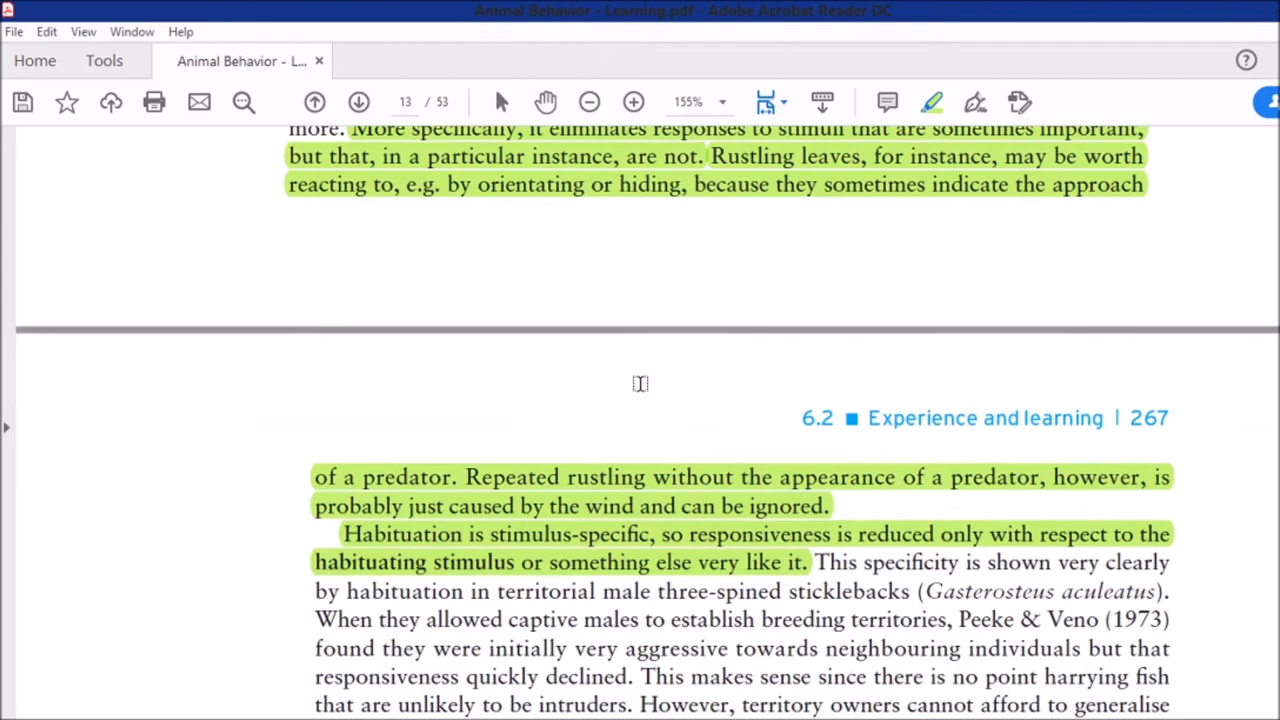 Animal Behavior - Learning.pdf - Adobe Acrobat Reader DC
File Edit View Window Help
Home Tools Animal Behavior - L... ×
13 / 53 155%
more. More specifically, it eliminates responses to stimuli that are sometimes important,
but that, in a particular instance, are not. Rustling leaves, for instance, may be worth
reacting to, e.g. by orientating or hiding, because they sometimes indicate the approach
6.2 ■ Experience and learning | 267
of a predator. Repeated rustling without the appearance of a predator, however, is
probably just caused by the wind and can be ignored.
Habituation is stimulus-specific, so responsiveness is reduced only with respect to the
habituating stimulus or something else very like it. This specificity is shown very clearly
by habituation in territorial male three-spined sticklebacks (Gasterosteus aculeatus).
When they allowed captive males to establish breeding territories, Peeke & Veno (1973)
found they were initially very aggressive towards neighbouring individuals but that
responsiveness quickly declined. This makes sense since there is no point harrying fish
that are unlikely to be intruders. However, territory owners cannot afford to generalise